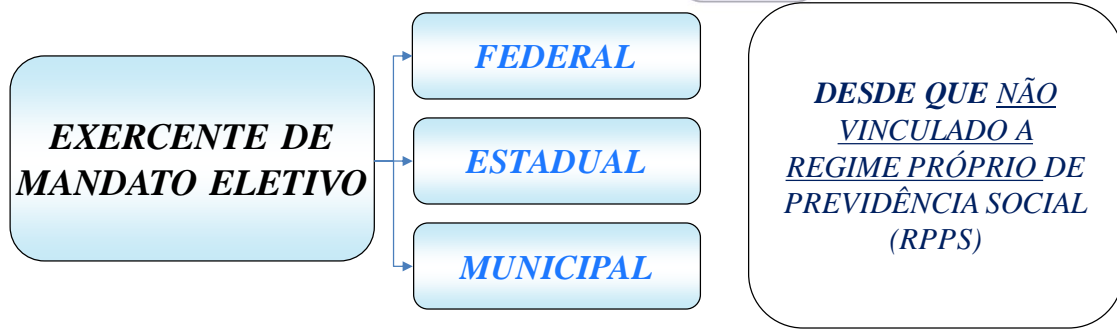 EXERCENTE DE
MANDATO ELETIVO
FEDERAL
ESTADUAL
MUNICIPAL
DESDE QUE NÃO
VINCULADO A
REGIME PRÓPRIO DE
PREVIDÊNCIA SOCIAL
(RPPS)